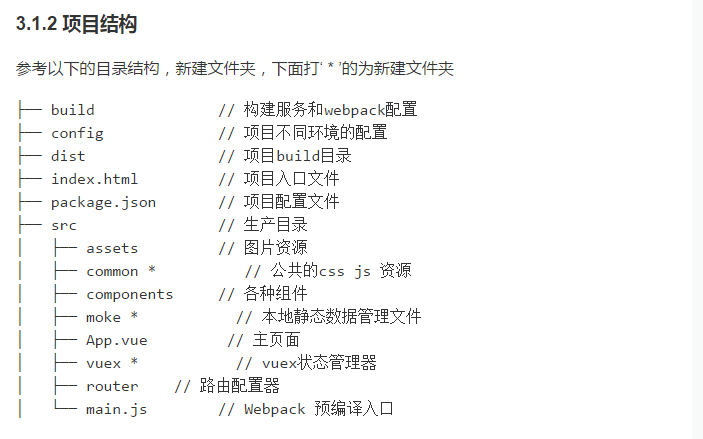 3.1.2 项目结构
参考以下的目录结构，新建文件夹，下面打‘ * ’的为新建文件夹
├── build              // 构建服务和webpack配置
├── config             // 项目不同环境的配置
├── dist               // 项目build目录
├── index.html         // 项目入口文件
├── package.json       // 项目配置文件
├── src                // 生产目录
│   ├── assets         // 图片资源
│   ├── common *          // 公共的css js 资源
│   ├── components     // 各种组件
│   ├── moke *           // 本地静态数据管理文件
│   ├── App.vue         // 主页面
│   ├── vuex *           // vuex状态管理器
│   ├── router    // 路由配置器
│   └── main.js        // Webpack 预编译入口